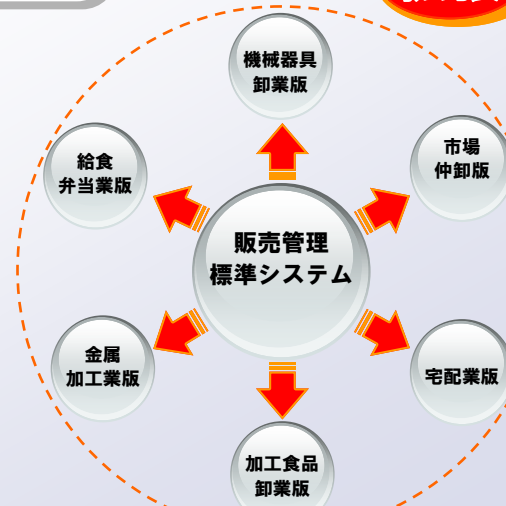 機械器具
卸業版
給食
弁当業版
市場
仲卸版
販売管理
標準システム
金属
加工業版
宅配業版
加工食品
卸業版